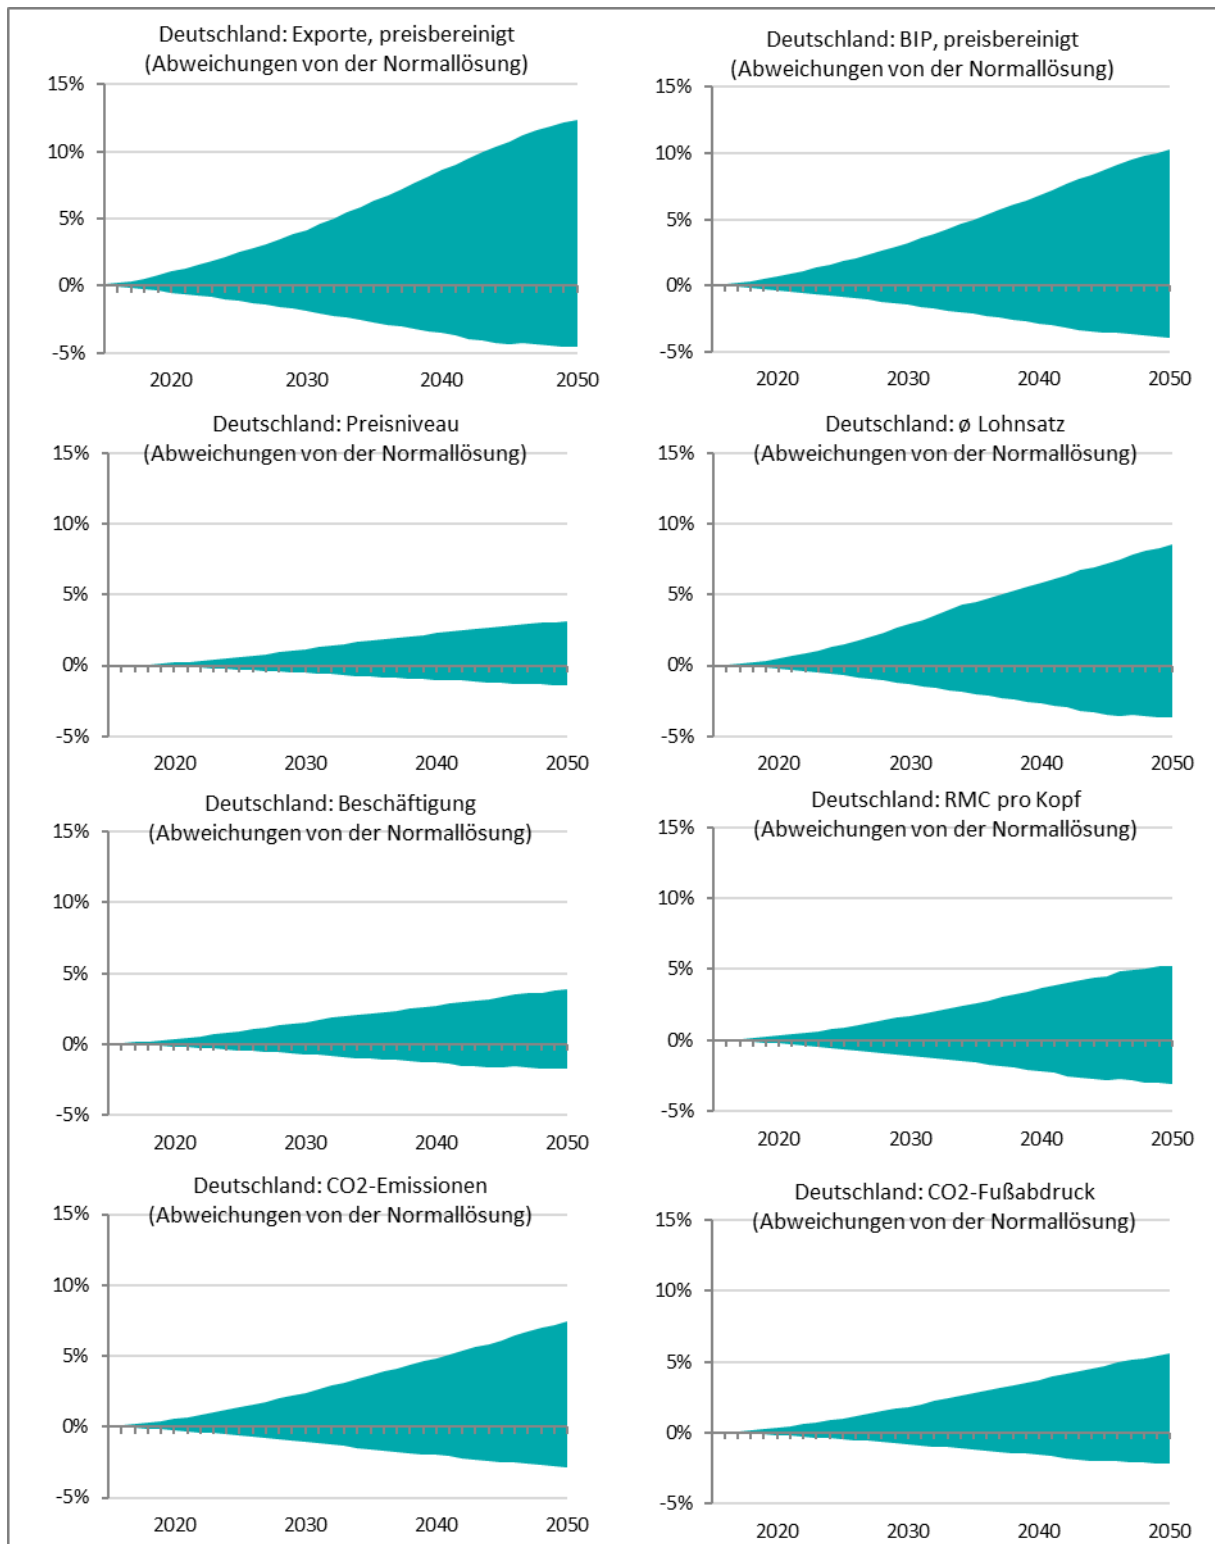 Deutschland: Exporte, preisbereinigt
(Abweichungen von der Normallösung)
15%
10%
5%
0%
-5%
2020 2030 2040 2050
Deutschland: BIP, preisbereinigt
(Abweichungen von der Normallösung)
15%
10%
5%
0%
-5%
2020 2030 2040 2050
Deutschland: Preisniveau
(Abweichungen von der Normallösung)
15%
10%
5%
0%
-5%
2020 2030 2040 2050
Deutschland: ø Lohnsatz
(Abweichungen von der Normallösung)
15%
10%
5%
0%
-5%
2020 2030 2040 2050
Deutschland: Beschäftigung
(Abweichungen von der Normallösung)
15%
10%
5%
0%
-5%
2020 2030 2040 2050
Deutschland: RMC pro Kopf
(Abweichungen von der Normallösung)
15%
10%
5%
0%
-5%
2020 2030 2040 2050
Deutschland: CO2-Emissionen
(Abweichungen von der Normallösung)
15%
10%
5%
0%
-5%
2020 2030 2040 2050
Deutschland: CO2-Fußabdruck
(Abweichungen von der Normallösung)
15%
10%
5%
0%
-5%
2020 2030 2040 2050